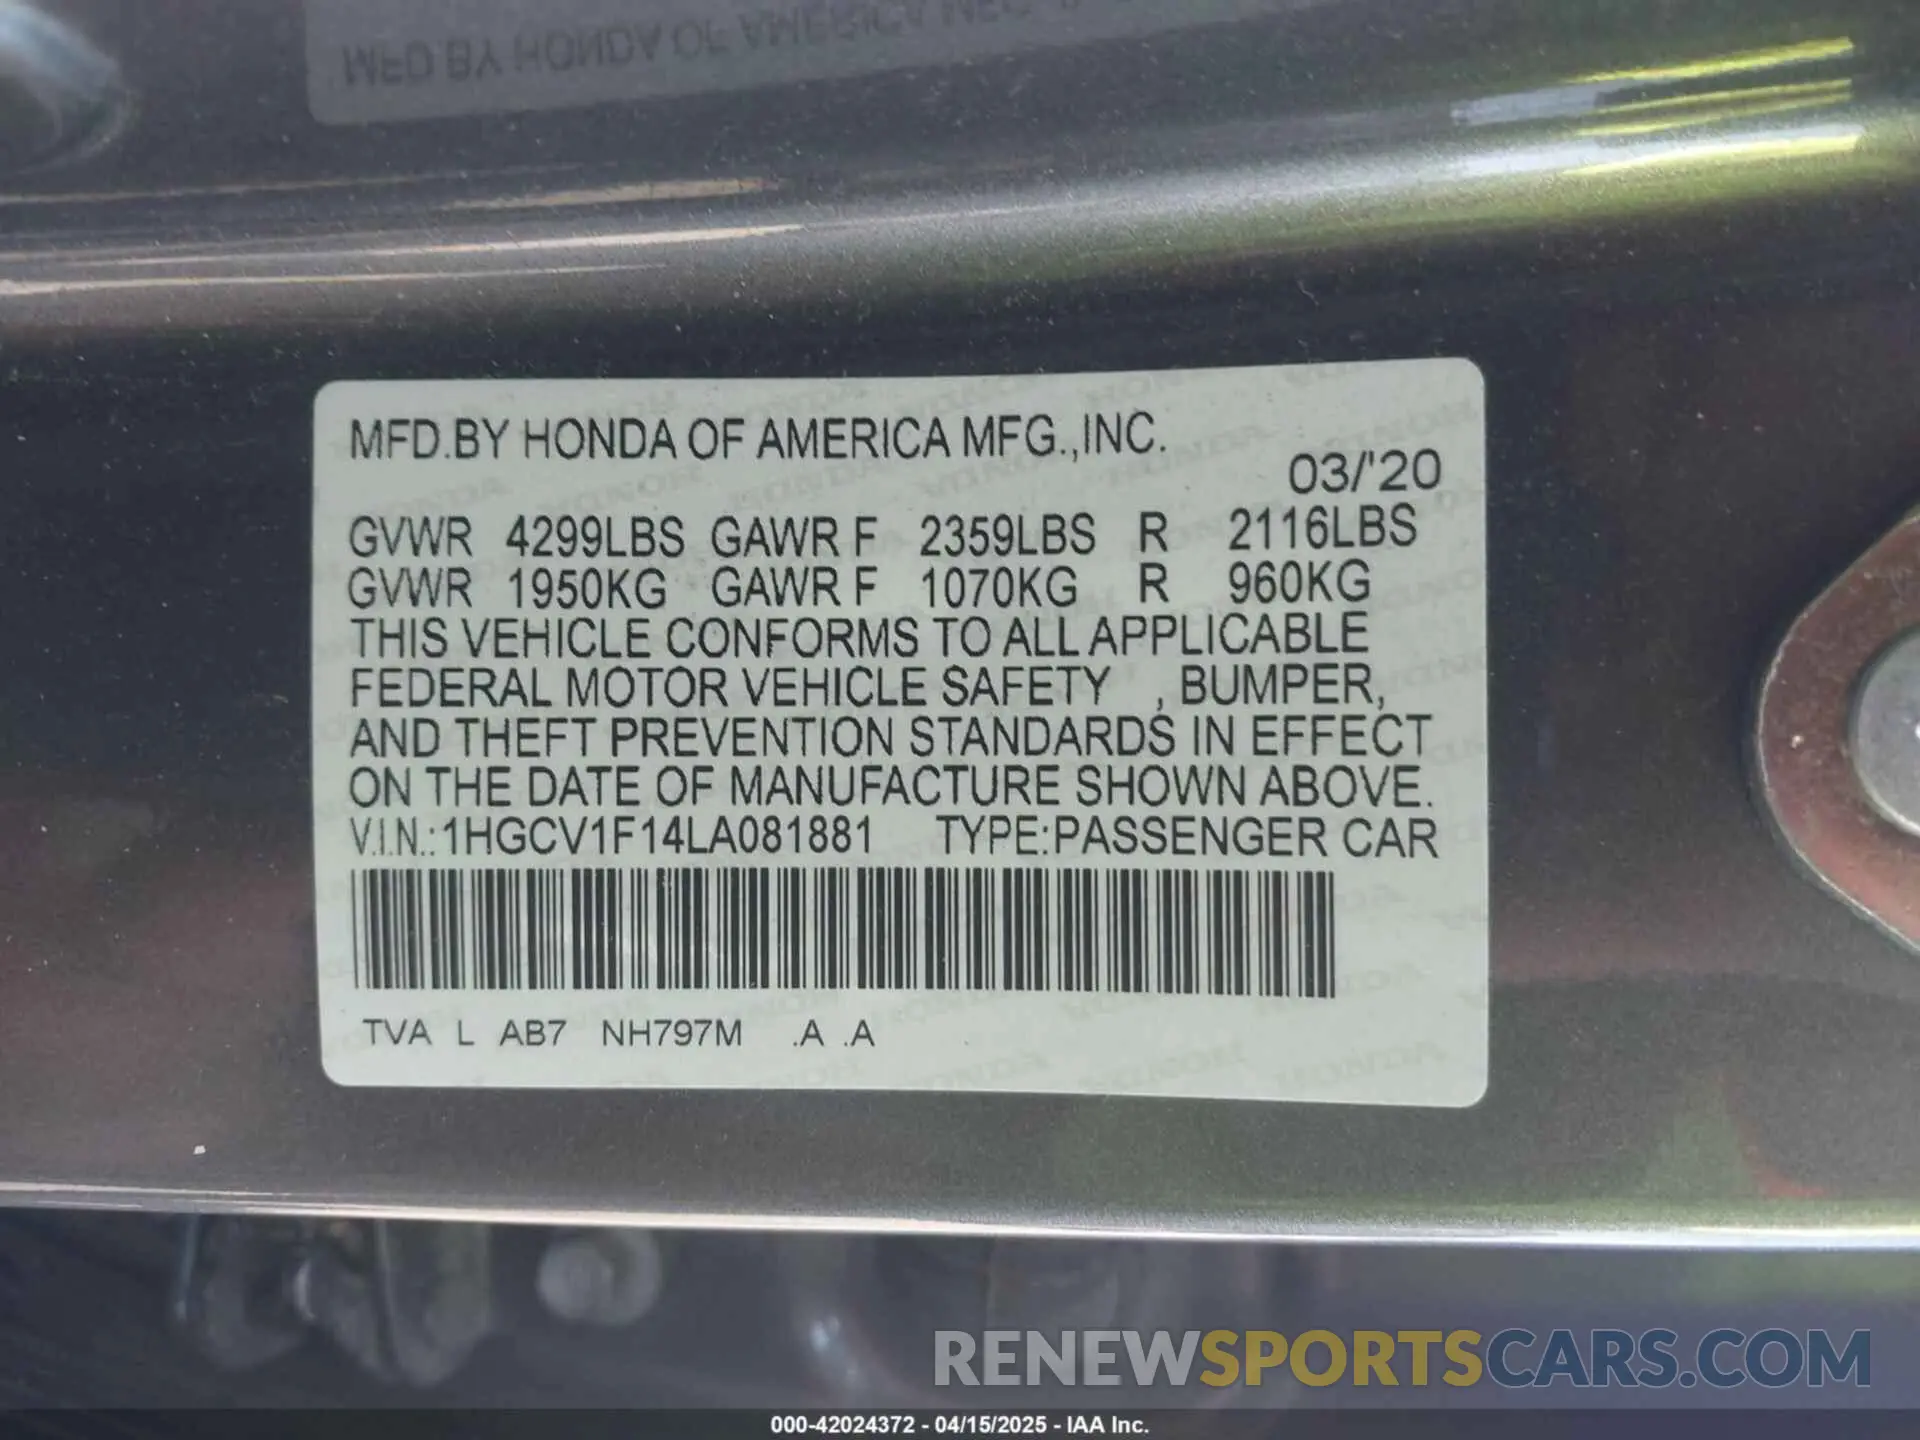 MFD.BY HONDA OF AMERICA MFG.,INC.
03/'20
GVWR 4299LBS GAWR F 2359LBS R 2116LBS
GVWR 1950KG GAWR F 1070KG R 960KG
THIS VEHICLE CONFORMS TO ALL APPLICABLE
FEDERAL MOTOR VEHICLE SAFETY , BUMPER,
AND THEFT PREVENTION STANDARDS IN EFFECT
ON THE DATE OF MANUFACTURE SHOWN ABOVE.
V.I.N.:1HGCV1F14LA081881 TYPE:PASSENGER CAR
TVA L AB7 NH797M .A .A
RENEWSPORTSCARS.COM
000-42024372 - 04/15/2025 - IAA Inc.